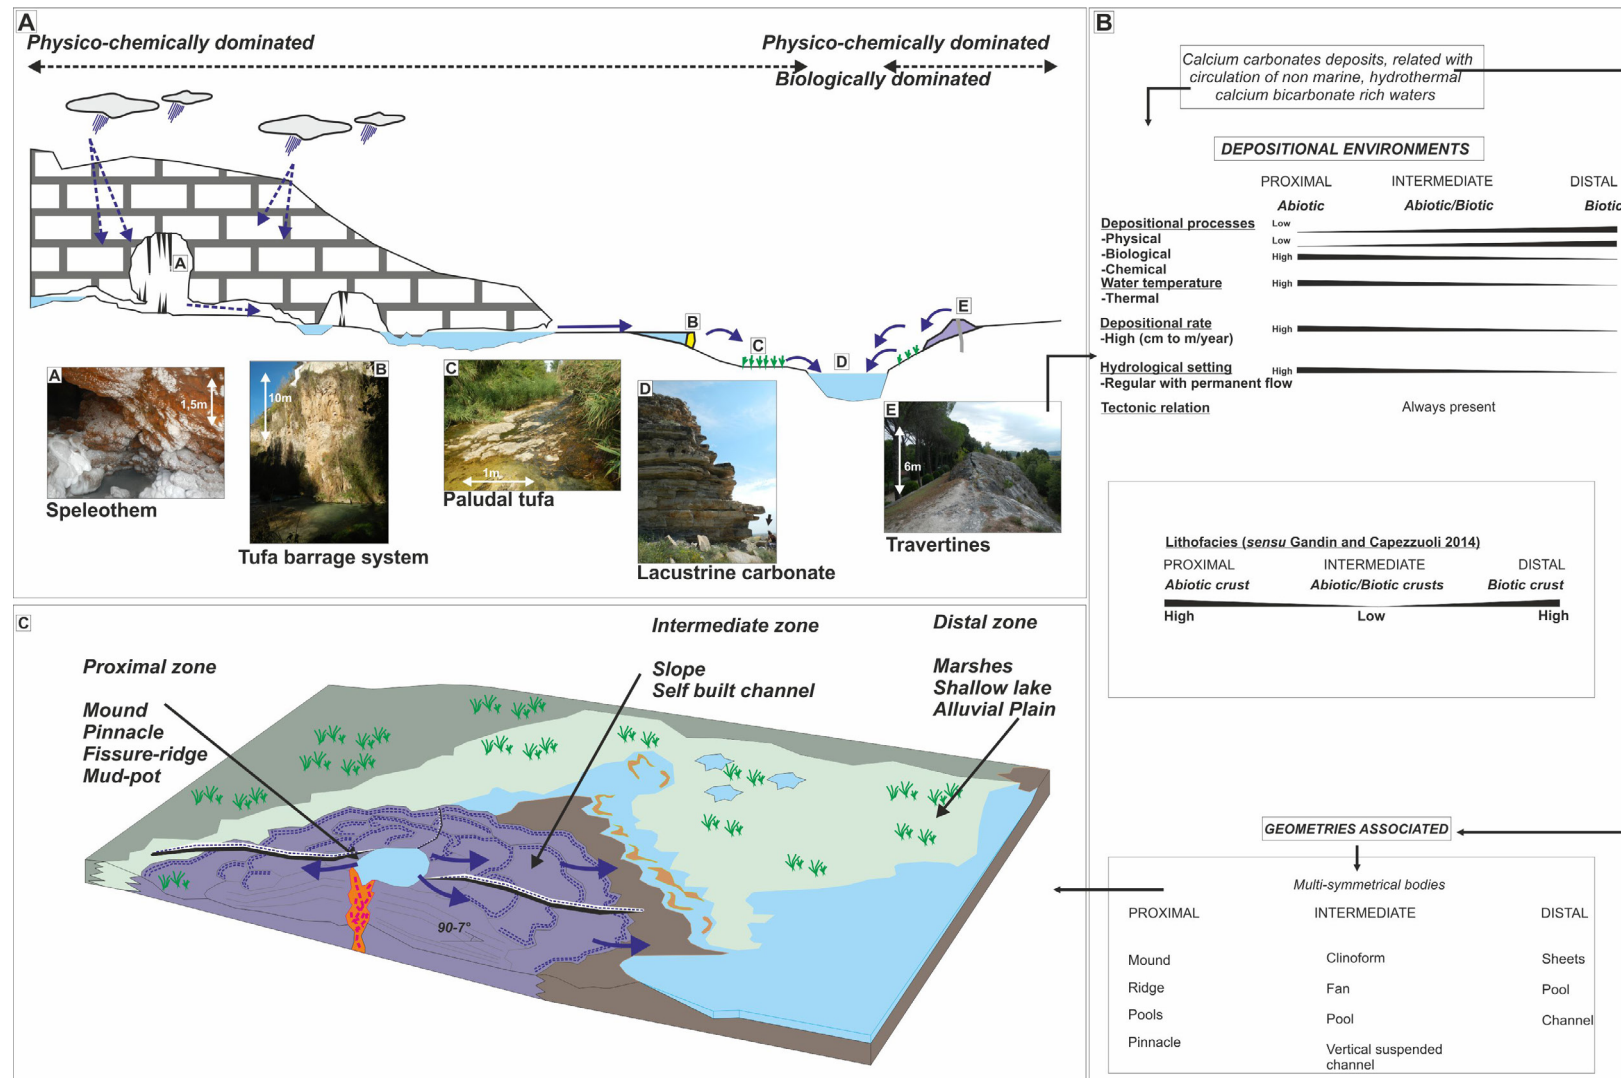 A
Physico-chemically dominated
Physico-chemically dominated
Biologically dominated
A
B
C
D
E
A
1,5m
Speleothem
B
10m
Tufa barrage system
C
1m
Paludal tufa
D
Lacustrine carbonate
E
6m
Travertines
B
Calcium carbonates deposits, related with
circulation of non marine, hydrothermal
calcium bicarbonate rich waters
DEPOSITIONAL ENVIRONMENTS
PROXIMAL INTERMEDIATE DISTAL
Abiotic Abiotic/Biotic Biotic
Depositional processes Low
-Physical Low
-Biological High
-Chemical
Water temperature High
-Thermal
Depositional rate High
-High (cm to m/year)
Hydrological setting High
-Regular with permanent flow
Tectonic relation Always present
Lithofacies (sensu Gandin and Capezzuoli 2014)
PROXIMAL INTERMEDIATE DISTAL
Abiotic crust Abiotic/Biotic crusts Biotic crust
High Low High
GEOMETRIES ASSOCIATED
Multi-symmetrical bodies
PROXIMAL INTERMEDIATE DISTAL
Mound Clinoform Sheets
Ridge Fan Pool
Pools Pool Channel
Pinnacle Vertical suspended
channel
C
Proximal zone
Mound
Pinnacle
Fissure-ridge
Mud-pot
Intermediate zone
Slope
Self built channel
Distal zone
Marshes
Shallow lake
Alluvial Plain
90-7°